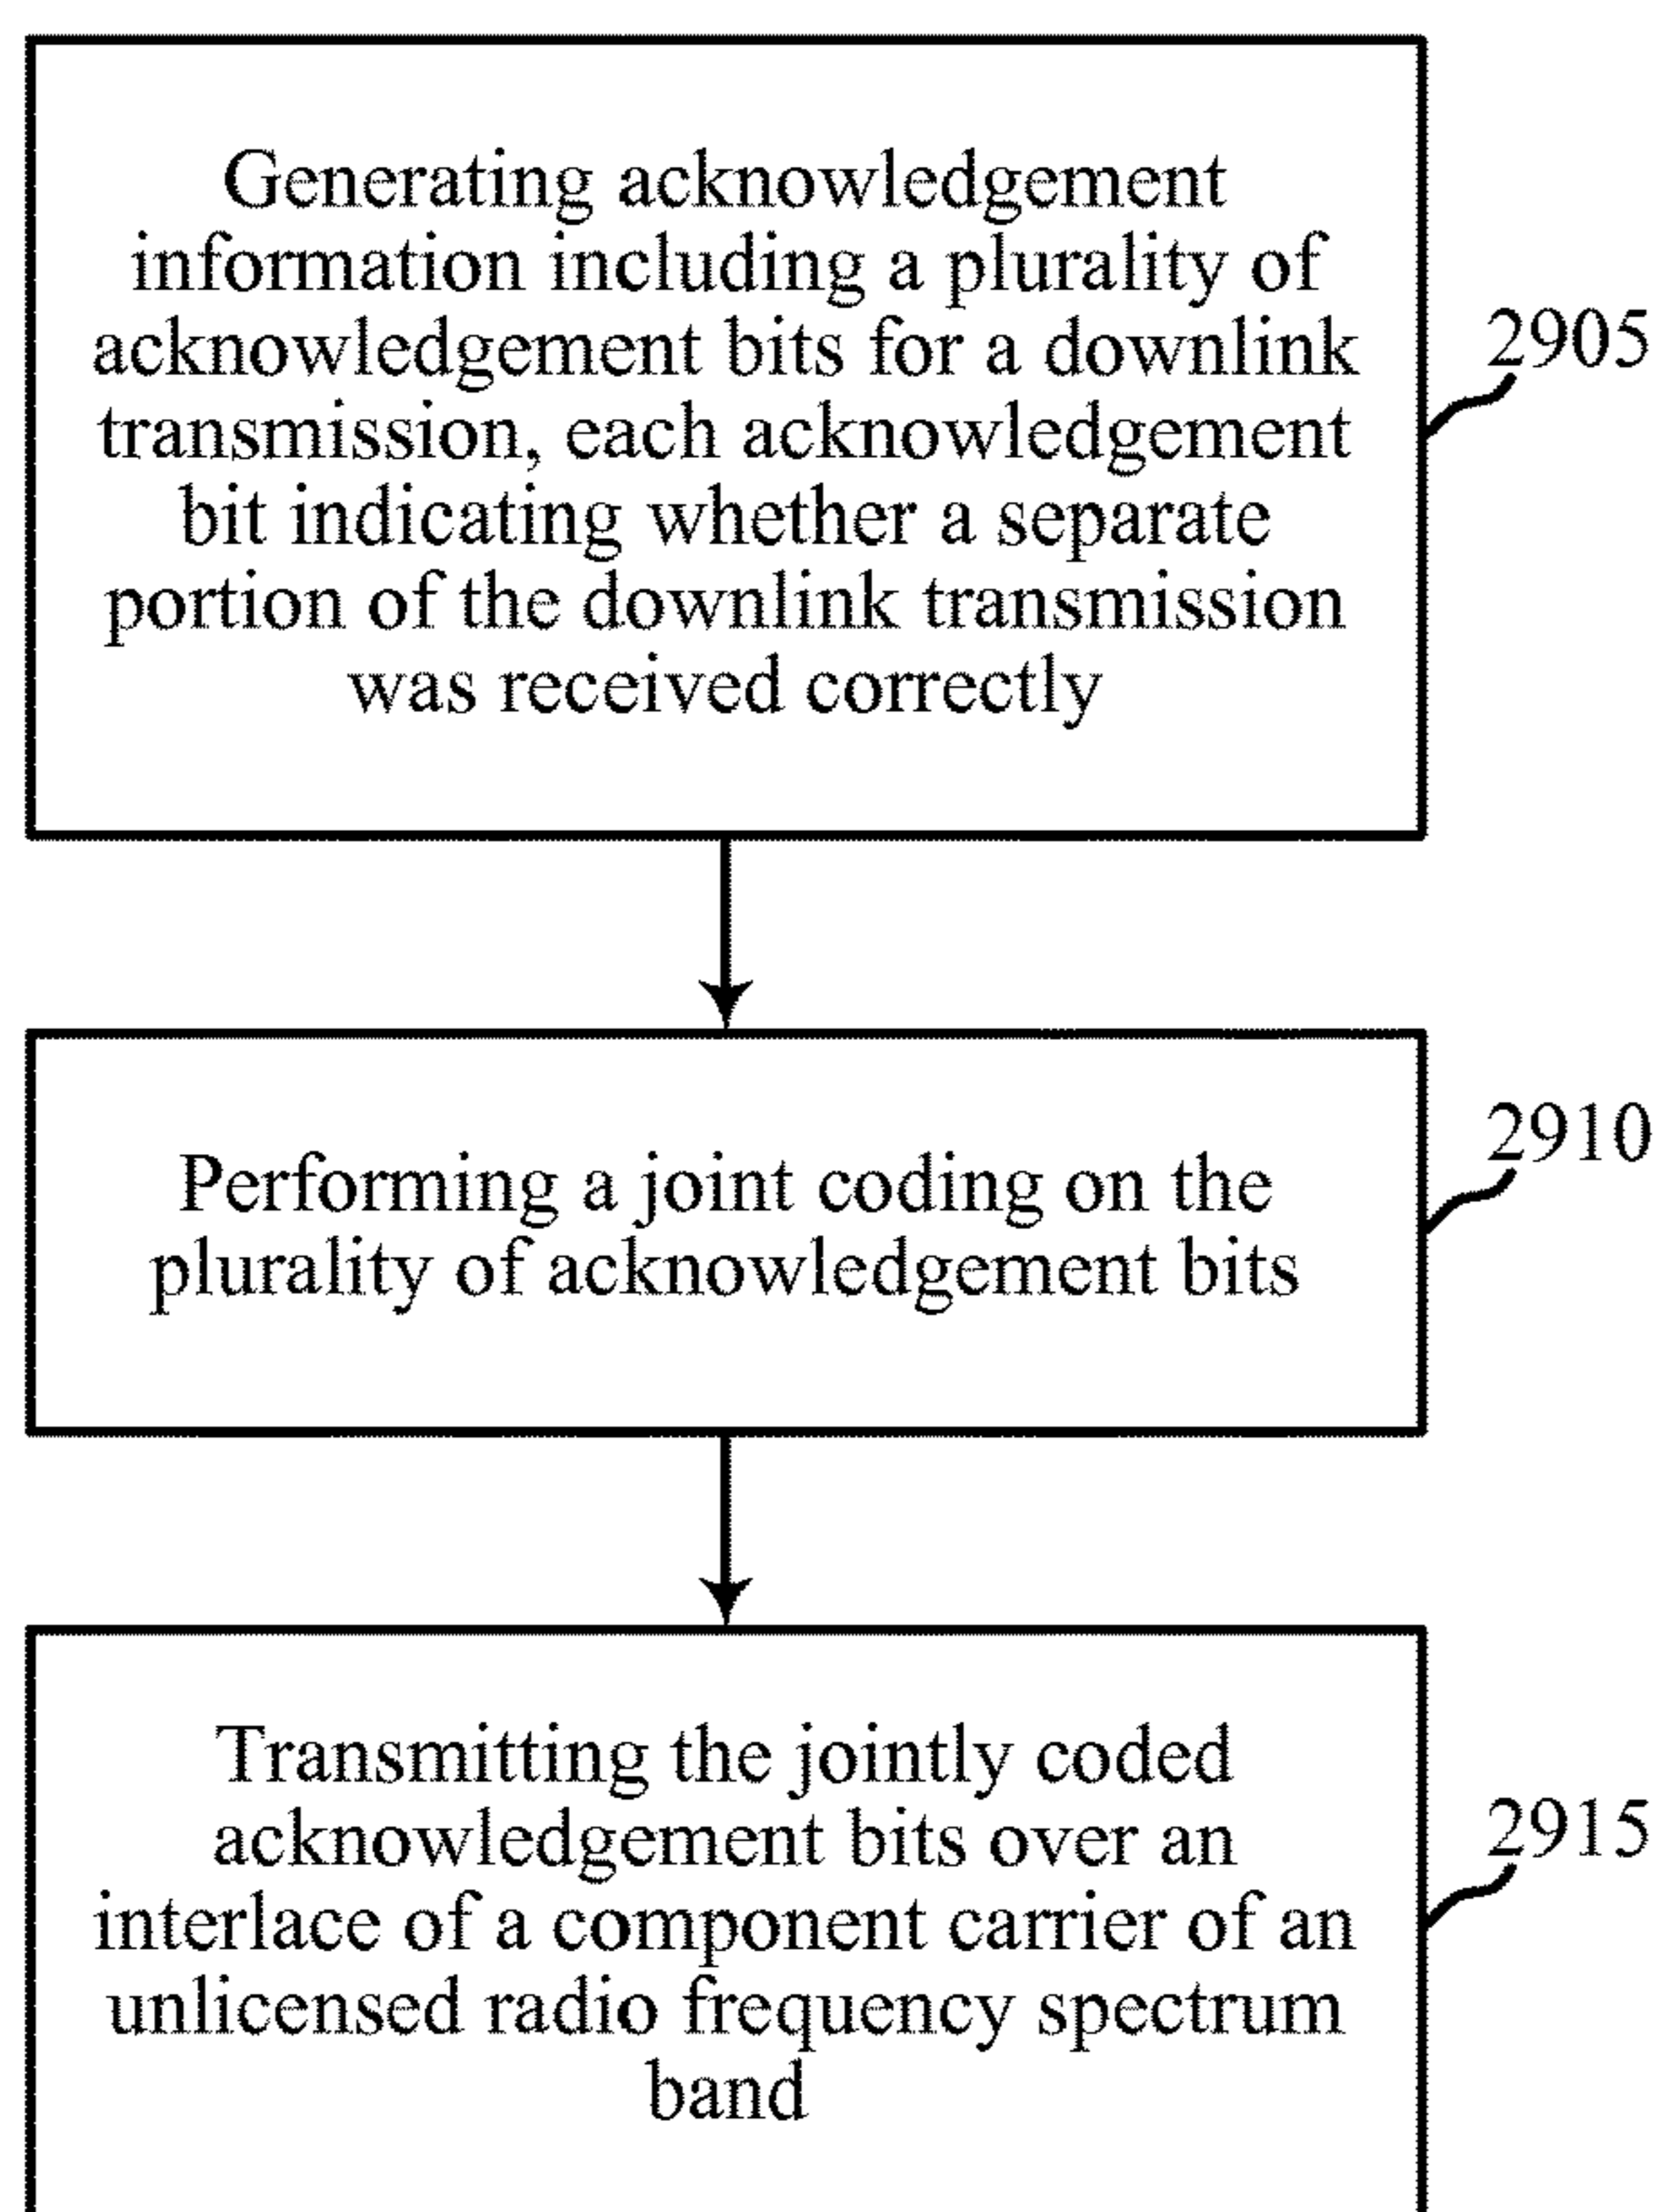 Generating acknowledgement
information including a plurality of
acknowledgement bits for a downlink
transmission, each acknowledgement
bit indicating whether a separate
portion of the downlink transmission
was received correctly
2905
Performing a joint coding on the
plurality of acknowledgement bits
2910
Transmitting the jointly coded
acknowledgement bits over an
interlace of a component carrier of an
unlicensed radio frequency spectrum
band
2915